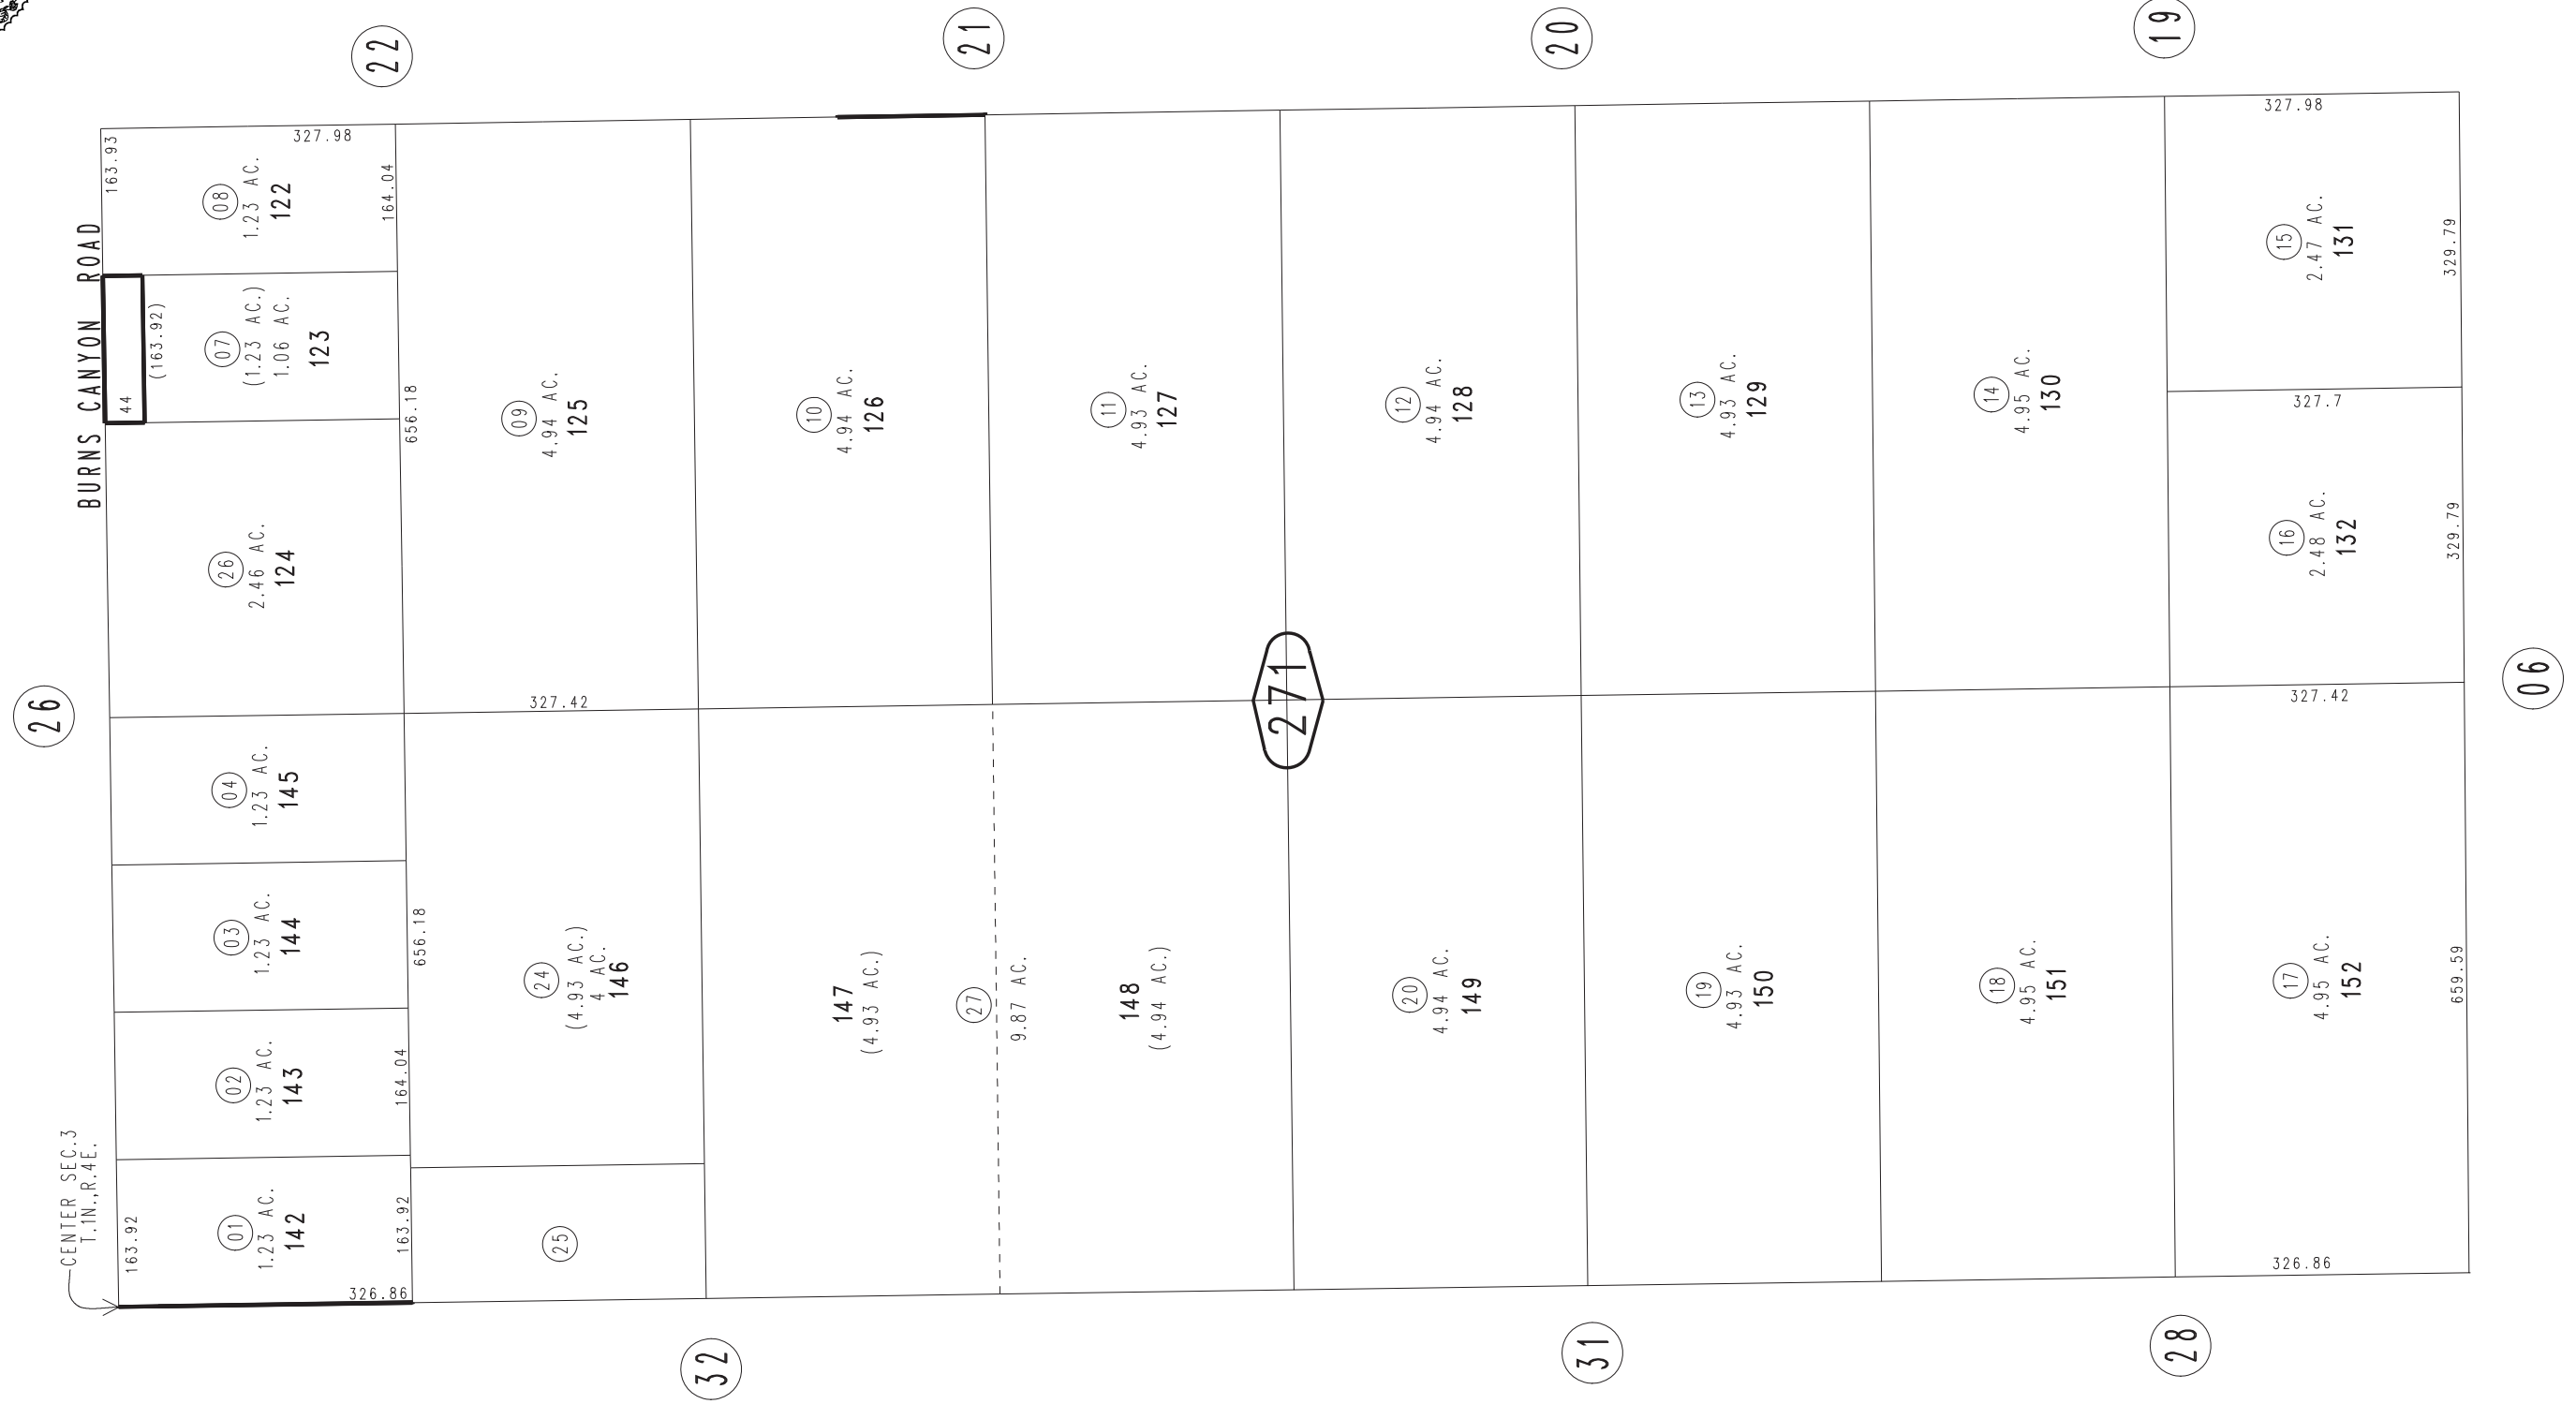 26
CENTER SEC.3
T.1N.,R.4E.
BURNS CANYON ROAD
163.92
01
1.23 AC.
142
163.92
326.86
02
1.23 AC.
143
164.04
03
1.23 AC.
144
04
1.23 AC.
145
26
2.46 AC.
124
44
(163.92)
07
(1.23 AC.)
1.06 AC.
123
163.93
08
1.23 AC.
122
164.04
327.98
22
656.18
656.18
25
24
(4.93 AC.)
4 AC.
146
327.42
09
4.94 AC.
125
32
147
(4.93 AC.)
27
9.87 AC.
148
(4.94 AC.)
10
4.94 AC.
126
21
11
4.93 AC.
127
271
20
4.94 AC.
149
12
4.94 AC.
128
20
31
19
4.93 AC.
150
13
4.93 AC.
129
18
4.95 AC.
151
14
4.95 AC.
130
19
28
326.86
17
4.95 AC.
152
659.59
327.42
16
2.48 AC.
132
329.79
327.7
15
2.47 AC.
131
329.79
327.98
06